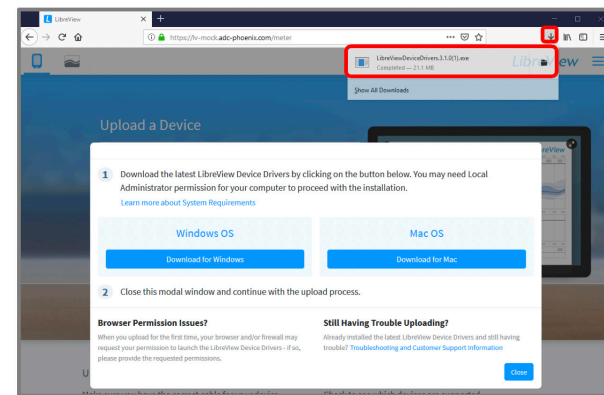 LibreView
https://lv-mock.adc-phoenix.com/meter
LibreViewDeviceDrivers.3.1.0(1).exe
Completed — 21.1 MB
Show All Downloads
Upload a Device
1 Download the latest LibreView Device Drivers by clicking on the button below. You may need Local
Administrator permission for your computer to proceed with the installation.
Learn more about System Requirements
Windows OS
Mac OS
Download for Windows
Download for Mac
2 Close this modal window and continue with the upload process.
Browser Permission Issues?
When you upload for the first time, your browser and/or firewall may
request your permission to launch the LibreView Device Drivers - if so,
please provide the requested permissions.
Still Having Trouble Uploading?
Already installed the latest LibreView Device Drivers and still having
trouble? Troubleshooting and Customer Support Information
Close